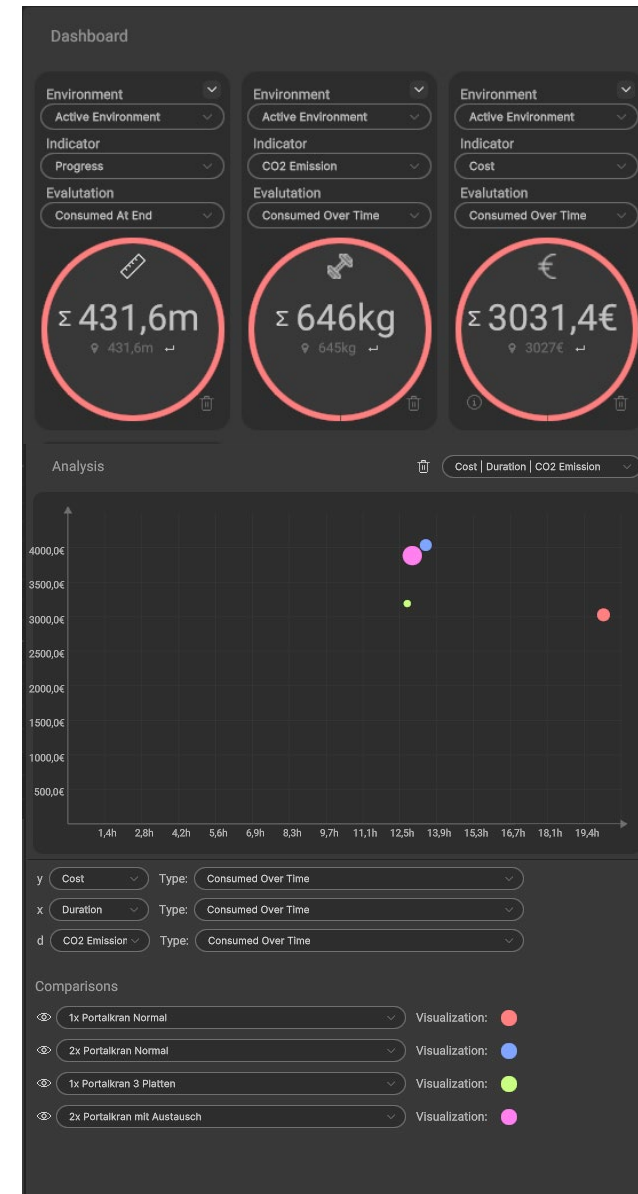 Dashboard
Environment Environment Environment
Active Environment Active Environment Active Environment
Indicator Indicator Indicator
Progress CO2 Emission Cost
Evalutation Evalutation Evalutation
Consumed At End Consumed Over Time Consumed Over Time
Σ 431,6m Σ 646kg Σ 3031,4€
431,6m 645kg 3027€
Analysis Cost | Duration | CO2 Emission
4000,0€
3500,0€
3000,0€
2500,0€
2000,0€
1500,0€
1000,0€
500,0€
1,4h 2,8h 4,2h 5,6h 6,9h 8,3h 9,7h 11,1h 12,5h 13,9h 15,3h 16,7h 18,1h 19,4h
y Cost Type: Consumed Over Time
x Duration Type: Consumed Over Time
d CO2 Emission Type: Consumed Over Time
Comparisons
1x Portalkran Normal Visualization:
2x Portalkran Normal Visualization:
1x Portalkran 3 Platten Visualization:
2x Portalkran mit Austausch Visualization: